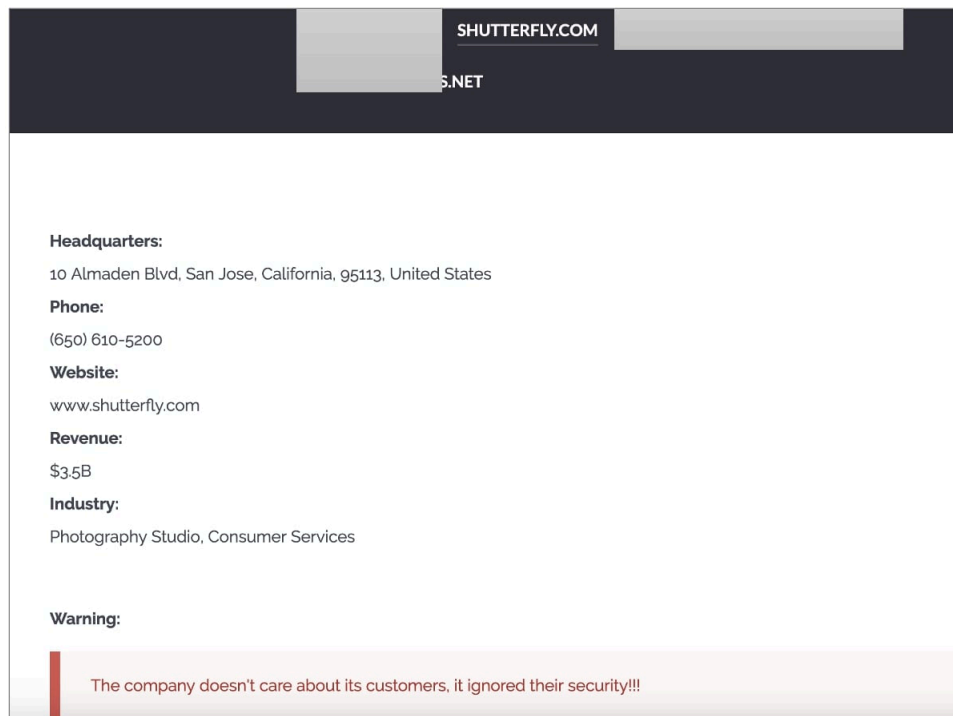 SHUTTERFLY.COM
S.NET
Headquarters:
10 Almaden Blvd, San Jose, California, 95113, United States
Phone:
(650) 610-5200
Website:
www.shutterfly.com
Revenue:
$3.5B
Industry:
Photography Studio, Consumer Services
Warning:
The company doesn't care about its customers, it ignored their security!!!